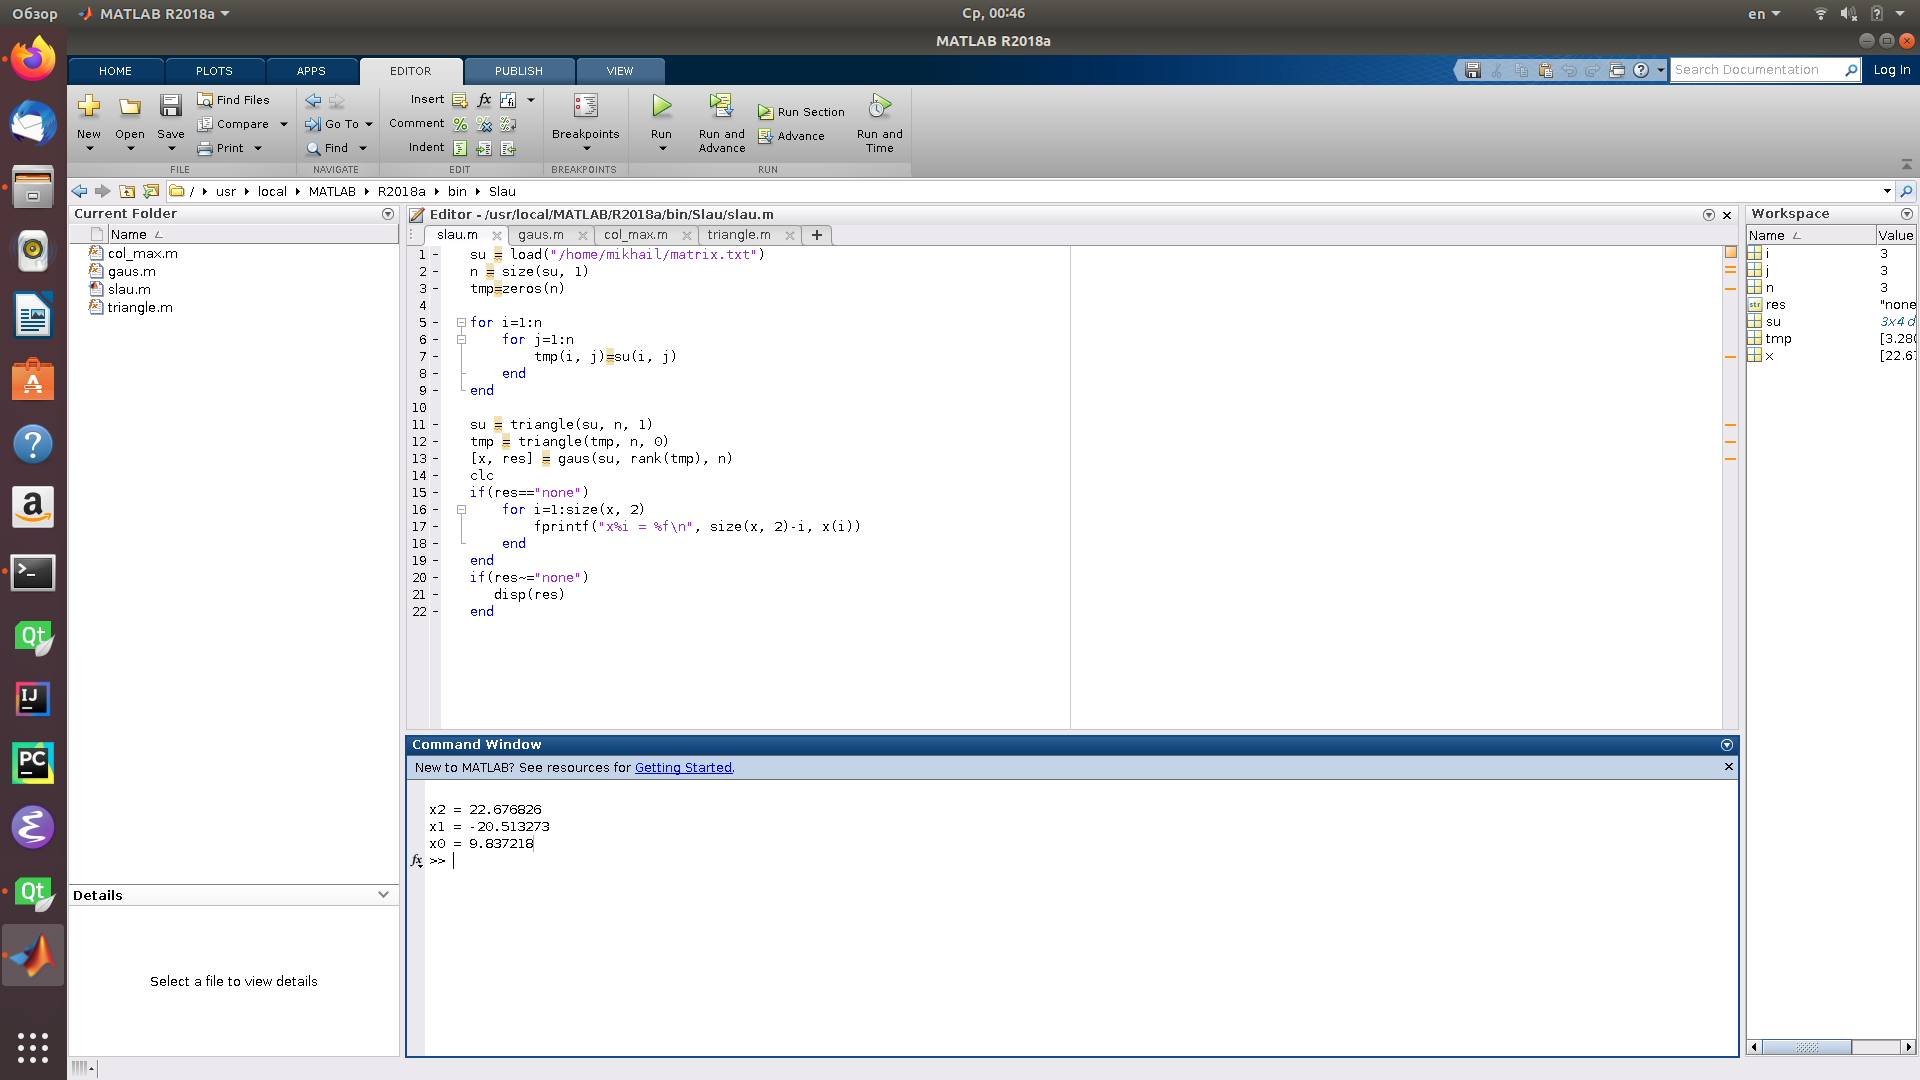 Обзор MATLAB R2018a Ср, 00:46 en
MATLAB R2018a
HOME PLOTS APPS EDITOR PUBLISH VIEW Search Documentation Log In
New Open Save Find Files Compare Print
FILE
Go To Find
NAVIGATE
Insert fx
Comment
Indent
EDIT
Breakpoints
BREAKPOINTS
Run Run and Advance Run Section Advance Run and Time
RUN
/ usr local MATLAB R2018a bin Slau
Current Folder
Name
col_max.m
gaus.m
slau.m
triangle.m
Details
Select a file to view details
Editor - /usr/local/MATLAB/R2018a/bin/Slau/slau.m
slau.m gaus.m col_max.m triangle.m
1 - su = load("/home/mikhail/matrix.txt")
2 - n = size(su, 1)
3 - tmp=zeros(n)
4
5 - for i=1:n
6 - for j=1:n
7 - tmp(i, j)=su(i, j)
8 - end
9 - end
10
11 - su = triangle(su, n, 1)
12 - tmp = triangle(tmp, n, 0)
13 - [x, res] = gaus(su, rank(tmp), n)
14 - clc
15 - if(res=="none")
16 - for i=1:size(x, 2)
17 - fprintf("x%i = %f\n", size(x, 2)-i, x(i))
18 - end
19 - end
20 - if(res~="none")
21 - disp(res)
22 - end
Command Window
New to MATLAB? See resources for Getting Started.
x2 = 22.676826
x1 = -20.513273
x0 = 9.837218
fx >>
Workspace
Name Value
i 3
j 3
n 3
str res "none
su 3x4 d
tmp [3.280
x [22.67
IJ
PC
Qt
Qt